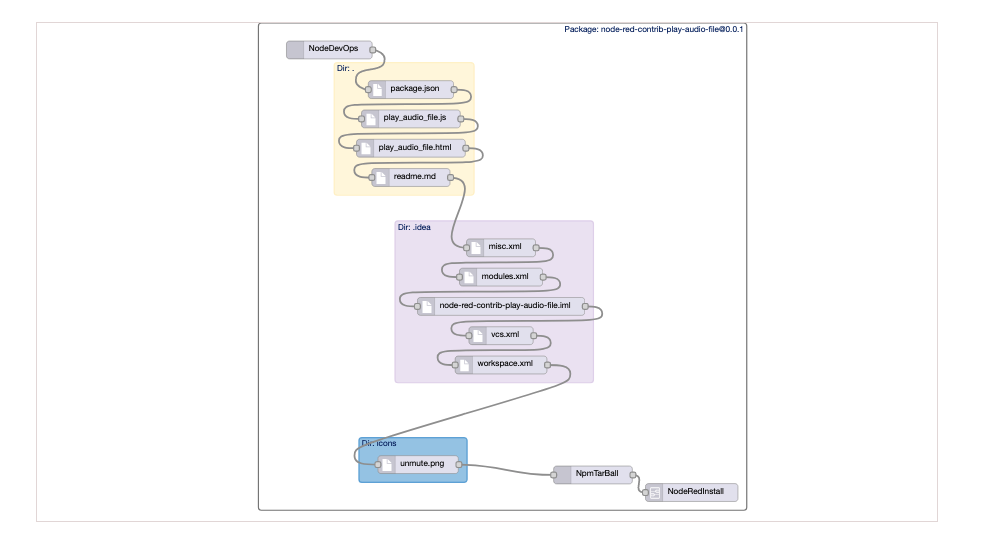 Package: node-red-contrib-play-audio-file@0.0.1
NodeDevOps
Dir: .
package.json
play_audio_file.js
play_audio_file.html
readme.md
Dir: .idea
misc.xml
modules.xml
node-red-contrib-play-audio-file.iml
vcs.xml
workspace.xml
Dir: icons
unmute.png
NpmTarBall
NodeRedInstall